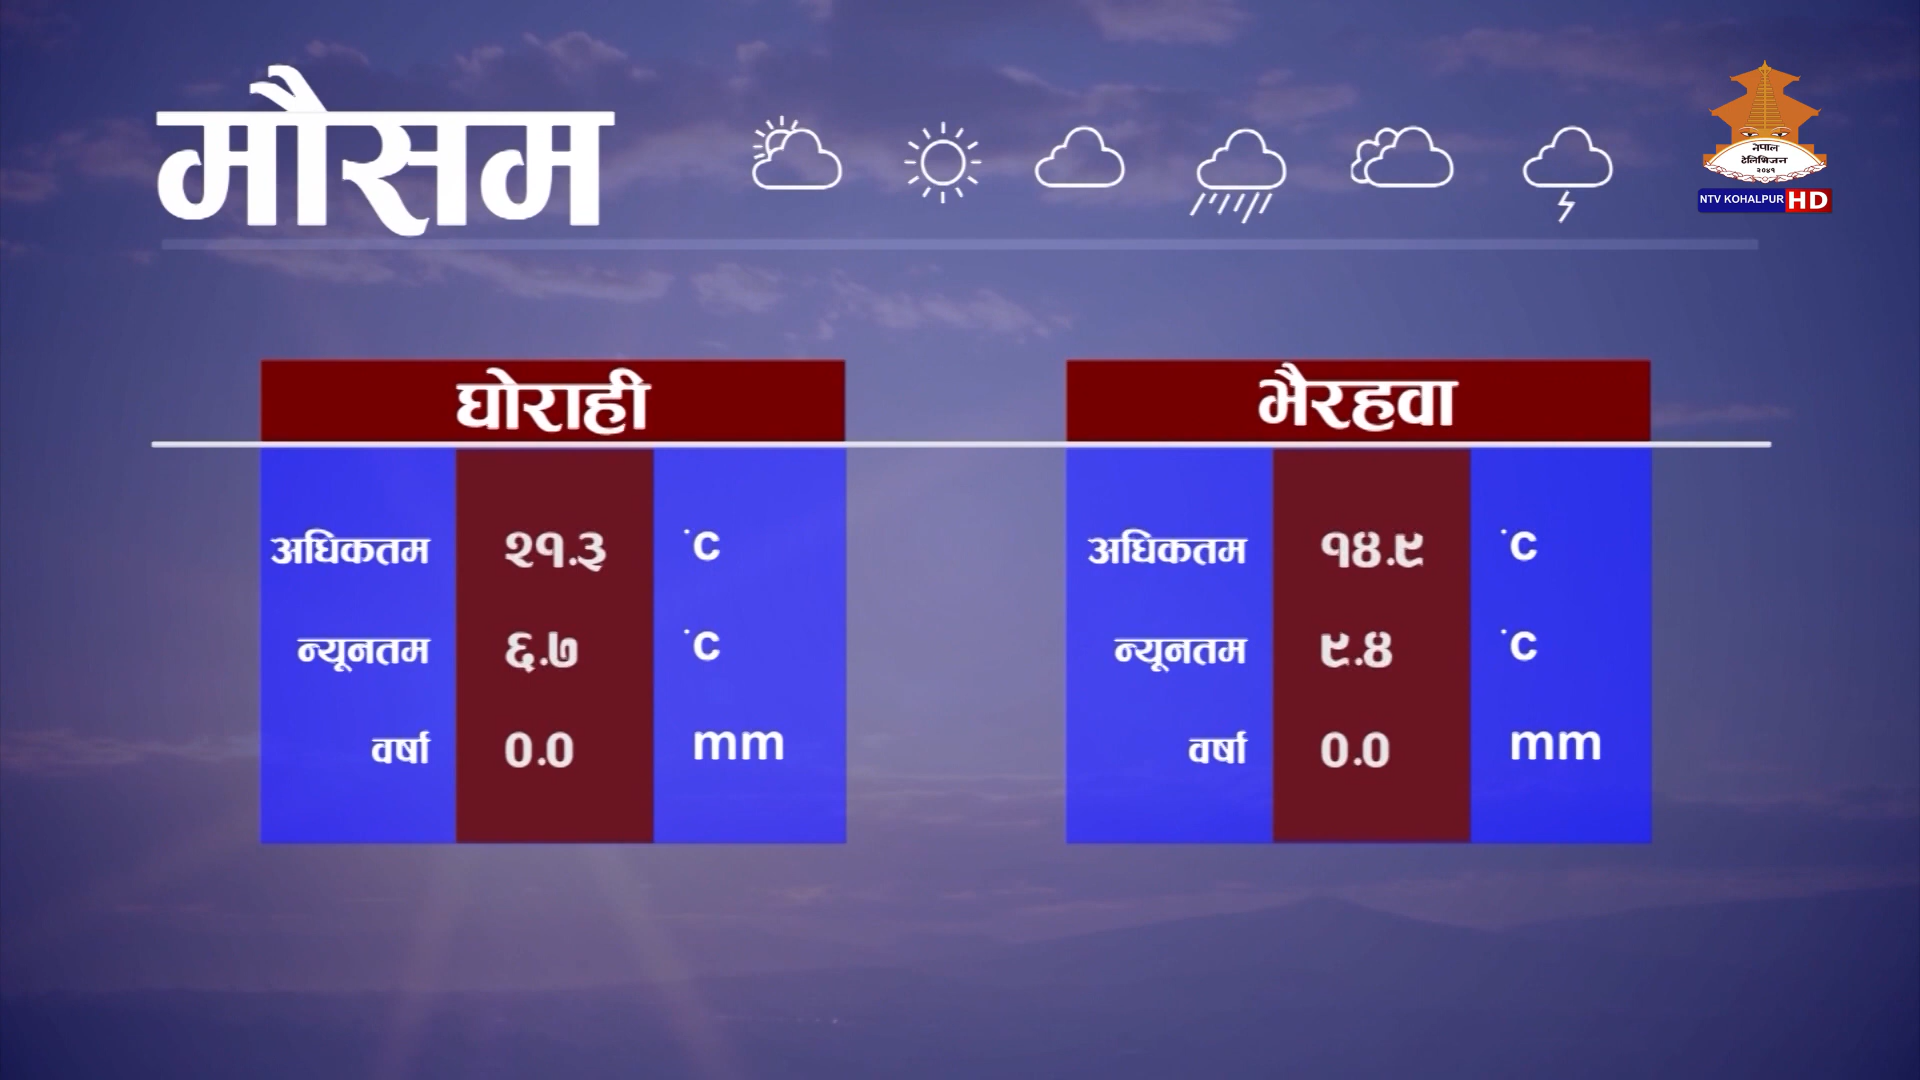 मौसम
नेपाल
टेलिभिजन
२०४१
NTV KOHALPUR HD
घोराही
अधिकतम २१.३ °C
न्यूनतम ६.७ °C
वर्षा 0.0 mm
भैरहवा
अधिकतम १४.९ °C
न्यूनतम ९.४ °C
वर्षा 0.0 mm